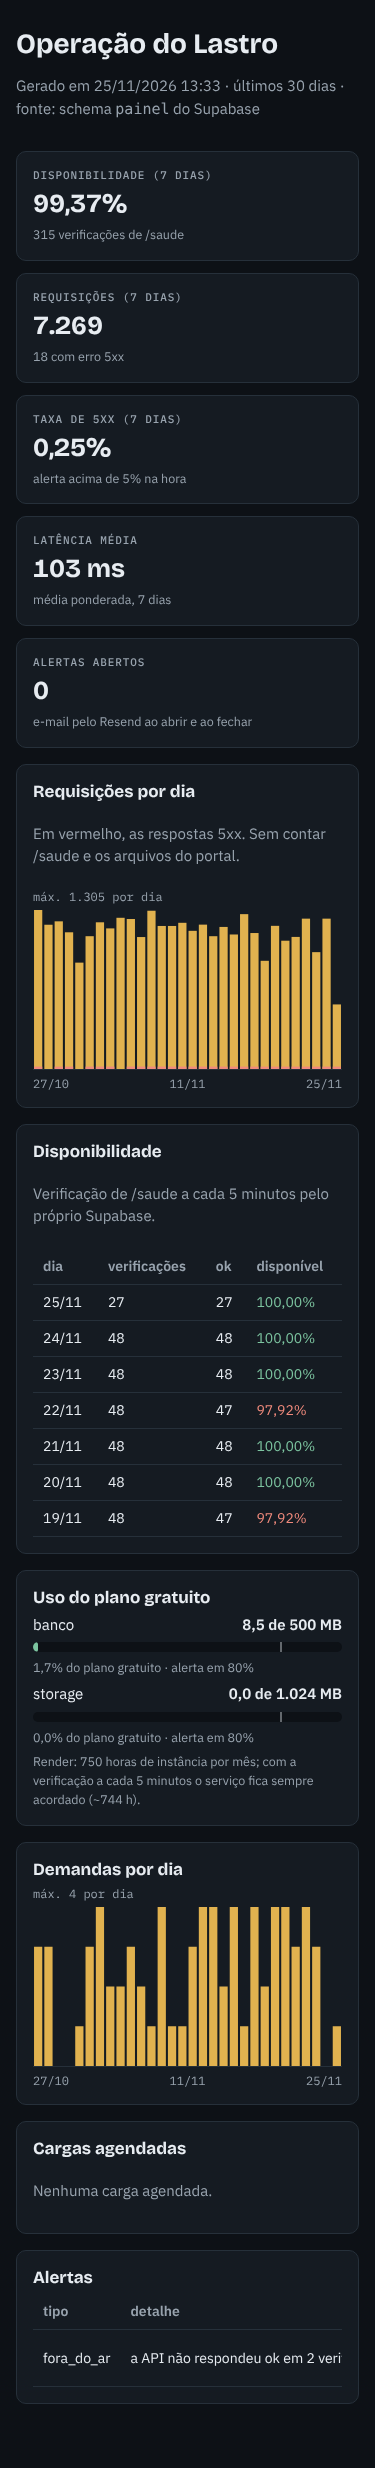 Operação do Lastro
Gerado em 25/11/2026 13:33 · últimos 30 dias ·
fonte: schema painel do Supabase
DISPONIBILIDADE (7 DIAS)
99,37%
315 verificações de /saude
REQUISIÇÕES (7 DIAS)
7.269
18 com erro 5xx
TAXA DE 5XX (7 DIAS)
0,25%
alerta acima de 5% na hora
LATÊNCIA MÉDIA
103 ms
média ponderada, 7 dias
ALERTAS ABERTOS
0
e-mail pelo Resend ao abrir e ao fechar
Requisições por dia
Em vermelho, as respostas 5xx. Sem contar
/saude e os arquivos do portal.
máx. 1.305 por dia
27/10 11/11 25/11
Disponibilidade
Verificação de /saude a cada 5 minutos pelo
próprio Supabase.
dia verificações ok disponível
25/11 27 27 100,00%
24/11 48 48 100,00%
23/11 48 48 100,00%
22/11 48 47 97,92%
21/11 48 48 100,00%
20/11 48 48 100,00%
19/11 48 47 97,92%
Uso do plano gratuito
banco 8,5 de 500 MB
1,7% do plano gratuito · alerta em 80%
storage 0,0 de 1.024 MB
0,0% do plano gratuito · alerta em 80%
Render: 750 horas de instância por mês; com a
verificação a cada 5 minutos o serviço fica sempre
acordado (~744 h).
Demandas por dia
máx. 4 por dia
27/10 11/11 25/11
Cargas agendadas
Nenhuma carga agendada.
Alertas
tipo detalhe
fora_do_ar a API não respondeu ok em 2 veri